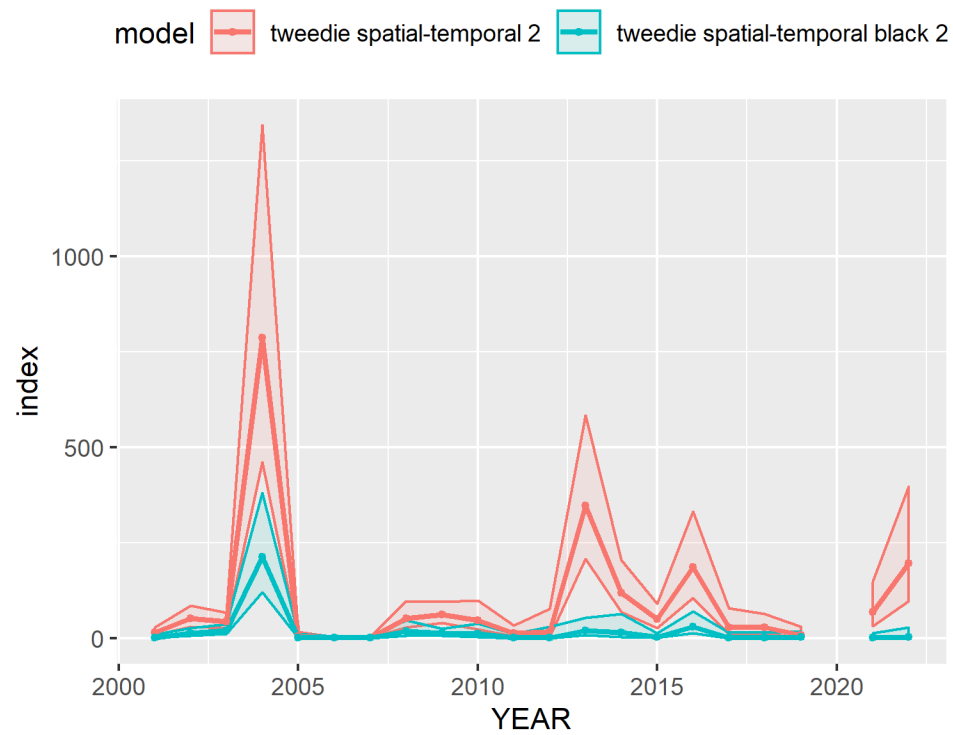 model tweedie spatial-temporal 2 tweedie spatial-temporal black 2
1000
500
0
index
2000 2005 2010 2015 2020
YEAR